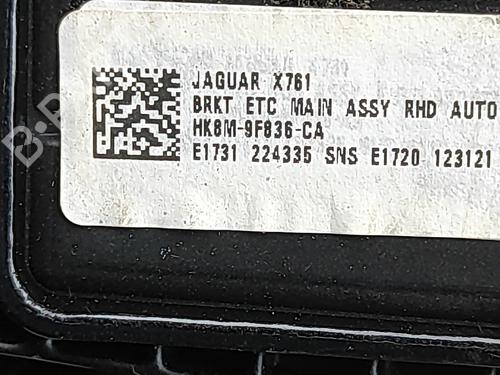 JAGUAR X761
BRKT ETC MAIN ASSY RHD AUTO
HK8M-9F836-CA
E1731 224335 SNS E1720 123121